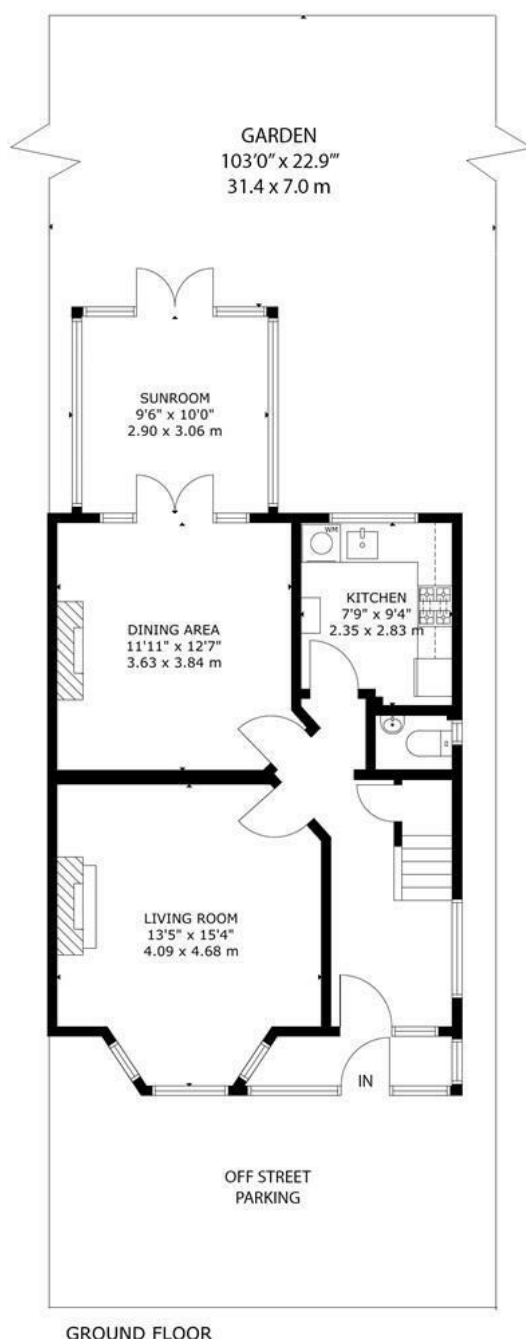 GARDEN
103'0" x 22.9'"
31.4 x 7.0 m
SUNROOM
9'6" x 10'0"
2.90 x 3.06 m
WM
KITCHEN
7'9" x 9'4"
2.35 x 2.83 m
DINING AREA
11'11" x 12'7"
3.63 x 3.84 m
LIVING ROOM
13'5" x 15'4"
4.09 x 4.68 m
IN
OFF STREET
PARKING
GROUND FLOOR